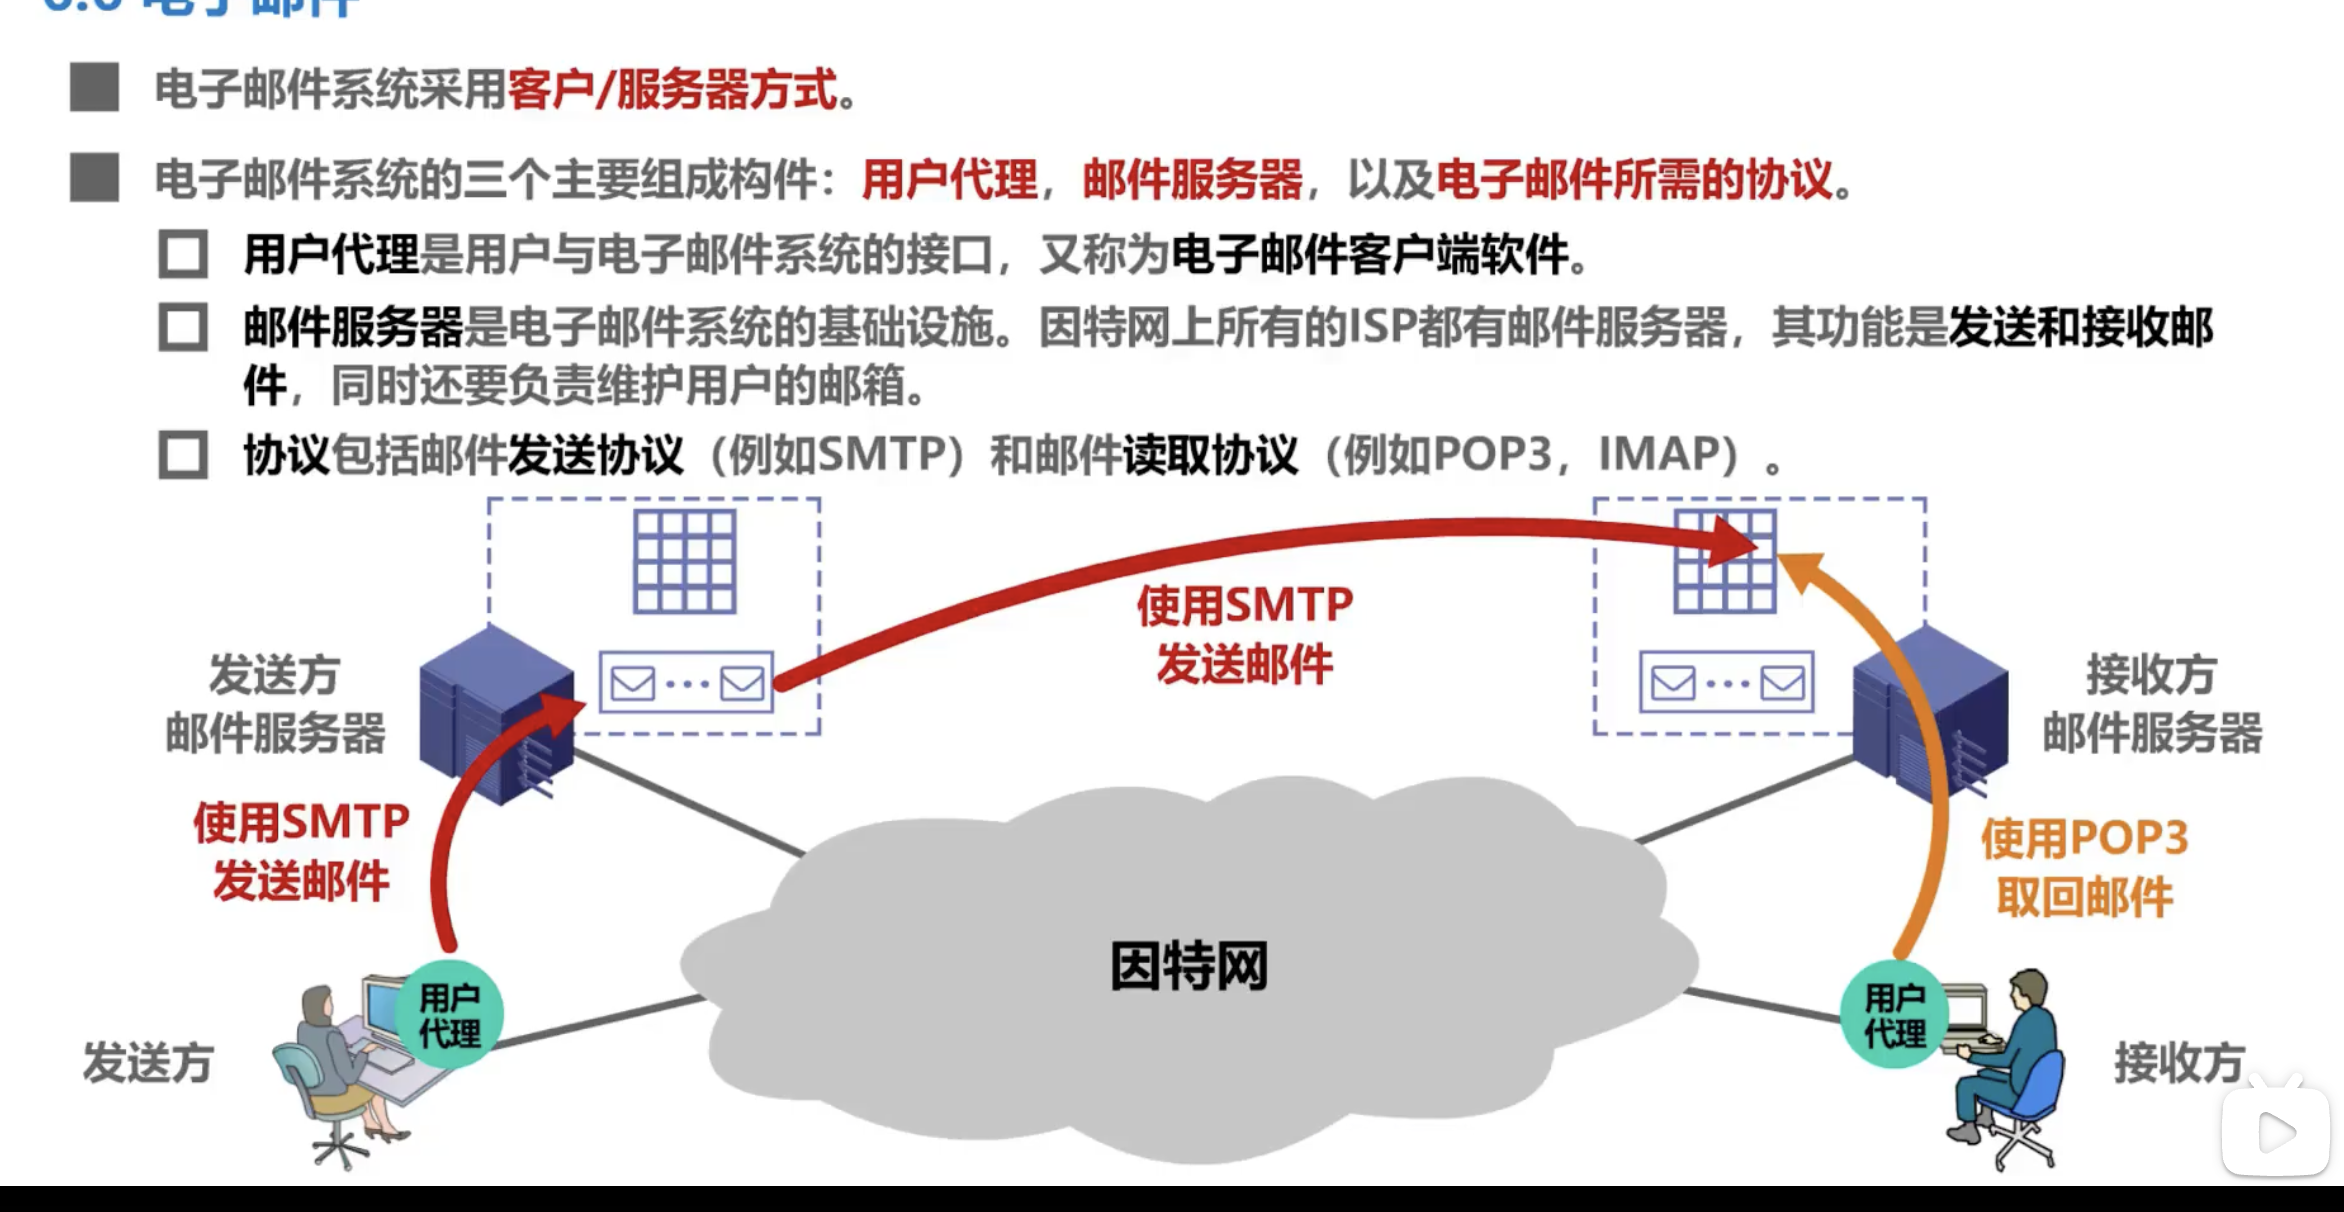 6.6 电子邮件
电子邮件系统采用客户/服务器方式。
电子邮件系统的三个主要组成构件：用户代理，邮件服务器，以及电子邮件所需的协议。
用户代理是用户与电子邮件系统的接口，又称为电子邮件客户端软件。
邮件服务器是电子邮件系统的基础设施。因特网上所有的ISP都有邮件服务器，其功能是发送和接收邮
件，同时还要负责维护用户的邮箱。
协议包括邮件发送协议（例如SMTP）和邮件读取协议（例如POP3，IMAP）。
使用SMTP
发送邮件
发送方
邮件服务器
接收方
邮件服务器
使用SMTP
发送邮件
使用POP3
取回邮件
因特网
用户
代理
用户
代理
发送方
接收方